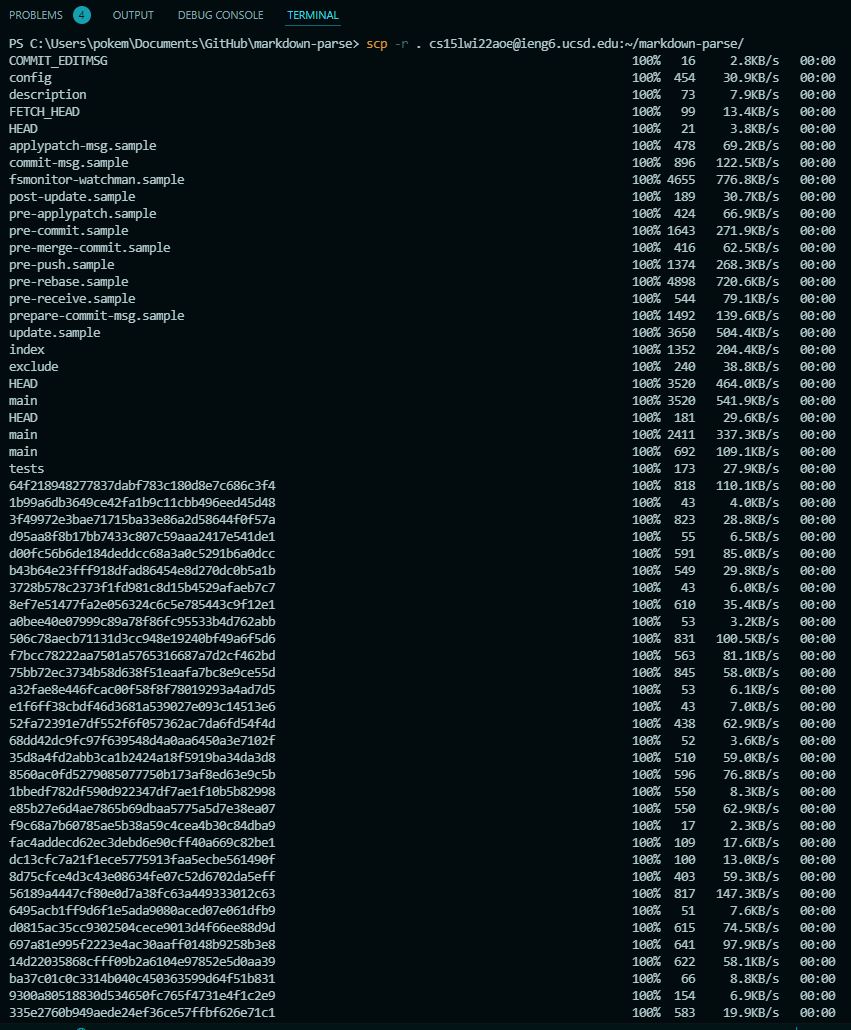 PROBLEMS 4 OUTPUT DEBUG CONSOLE TERMINAL
PS C:\Users\pokem\Documents\GitHub\markdown-parse> scp -r . cs15lwi22aoe@ieng6.ucsd.edu:~/markdown-parse/
COMMIT_EDITMSG 100% 16 2.8KB/s 00:00
config 100% 454 30.9KB/s 00:00
description 100% 73 7.9KB/s 00:00
FETCH_HEAD 100% 99 13.4KB/s 00:00
HEAD 100% 21 3.8KB/s 00:00
applypatch-msg.sample 100% 478 69.2KB/s 00:00
commit-msg.sample 100% 896 122.5KB/s 00:00
fsmonitor-watchman.sample 100% 4655 776.8KB/s 00:00
post-update.sample 100% 189 30.7KB/s 00:00
pre-applypatch.sample 100% 424 66.9KB/s 00:00
pre-commit.sample 100% 1643 271.9KB/s 00:00
pre-merge-commit.sample 100% 416 62.5KB/s 00:00
pre-push.sample 100% 1374 268.3KB/s 00:00
pre-rebase.sample 100% 4898 720.6KB/s 00:00
pre-receive.sample 100% 544 79.1KB/s 00:00
prepare-commit-msg.sample 100% 1492 139.6KB/s 00:00
update.sample 100% 3650 504.4KB/s 00:00
index 100% 1352 204.4KB/s 00:00
exclude 100% 240 38.8KB/s 00:00
HEAD 100% 3520 464.0KB/s 00:00
main 100% 3520 541.9KB/s 00:00
HEAD 100% 181 29.6KB/s 00:00
main 100% 2411 337.3KB/s 00:00
main 100% 692 109.1KB/s 00:00
tests 100% 173 27.9KB/s 00:00
64f218948277837dabf783c180d8e7c686c3f4 100% 818 110.1KB/s 00:00
1b99a6db3649ce42fa1b9c11cbb496eed45d48 100% 43 4.0KB/s 00:00
3f49972e3bae71715ba33e86a2d58644f0f57a 100% 823 28.8KB/s 00:00
d95aa8f8b17bb7433c807c59aaa2417e541de1 100% 55 6.5KB/s 00:00
d00fc56b6de184deddcc68a3a0c5291b6a0dcc 100% 591 85.0KB/s 00:00
b43b64e23fff918dfad86454e8d270dc0b5a1b 100% 549 29.8KB/s 00:00
3728b578c2373f1fd981c8d15b4529afaeb7c7 100% 43 6.0KB/s 00:00
8ef7e51477fa2e056324c6c5e785443c9f12e1 100% 610 35.4KB/s 00:00
a0bee40e07999c89a78f86fc95533b4d762abb 100% 53 3.2KB/s 00:00
506c78aecb71131d3cc948e19240bf49a6f5d6 100% 831 100.5KB/s 00:00
f7bcc78222aa7501a5765316687a7d2cf462bd 100% 563 81.1KB/s 00:00
75bb72ec3734b58d638f51eaafa7bc8e9ce55d 100% 845 58.0KB/s 00:00
a32fae8e446fcac00f58f8f78019293a4ad7d5 100% 53 6.1KB/s 00:00
e1f6ff38cbdf46d3681a539027e093c14513e6 100% 43 7.0KB/s 00:00
52fa72391e7df552f6f057362ac7da6fd54f4d 100% 438 62.9KB/s 00:00
68dd42dc9fc97f639548d4a0aa6450a3e7102f 100% 52 3.6KB/s 00:00
35d8a4fd2abb3ca1b2424a18f5919ba34da3d8 100% 510 59.0KB/s 00:00
8560ac0fd5279085077750b173af8ed63e9c5b 100% 596 76.8KB/s 00:00
1bbedf782df590d922347df7ae1f10b5b82998 100% 550 8.3KB/s 00:00
e85b27e6d4ae7865b69dbaa5775a5d7e38ea07 100% 550 62.9KB/s 00:00
f9c68a7b60785ae5b38a59c4cea4b30c84dba9 100% 17 2.3KB/s 00:00
fac4addecd62ec3debd6e90cff40a669c82be1 100% 109 17.6KB/s 00:00
dc13cfc7a21f1ece5775913faa5ecbe561490f 100% 100 13.0KB/s 00:00
8d75cfce4d3c43e08634fe07c52d6702da5eff 100% 403 59.3KB/s 00:00
56189a4447cf80e0d7a38fc63a449333012c63 100% 817 147.3KB/s 00:00
6495acb1ff9d6f1e5ada9080aced07e061dfb9 100% 51 7.6KB/s 00:00
d0815ac35cc9302504cece9013d4f66ee88d9d 100% 615 74.5KB/s 00:00
697a81e995f2223e4ac30aaff0148b9258b3e8 100% 641 97.9KB/s 00:00
14d22035868cfff09b2a6104e97852e5d0aa39 100% 622 58.1KB/s 00:00
ba37c01c0c3314b040c450363599d64f51b831 100% 66 8.8KB/s 00:00
9300a80518830d534650fc765f4731e4f1c2e9 100% 154 6.9KB/s 00:00
335e2760b949aede24ef36ce57ffbf626e71c1 100% 583 19.9KB/s 00:00